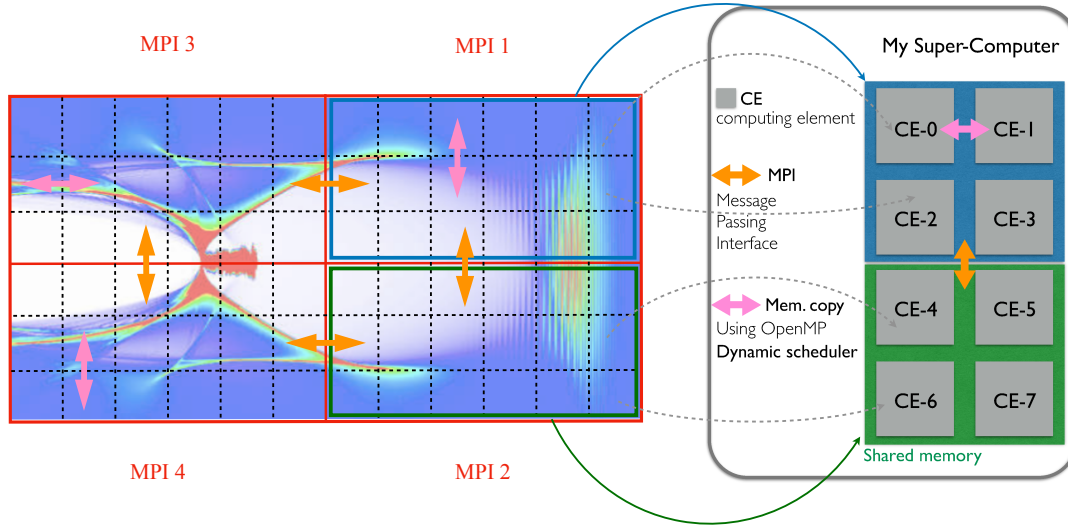 MPI 3
MPI 1
My Super-Computer
CE
computing element
CE-0
CE-1
MPI
Message
Passing
Interface
CE-2
CE-3
Mem. copy
Using OpenMP
Dynamic scheduler
CE-4
CE-5
CE-6
CE-7
Shared memory
MPI 4
MPI 2